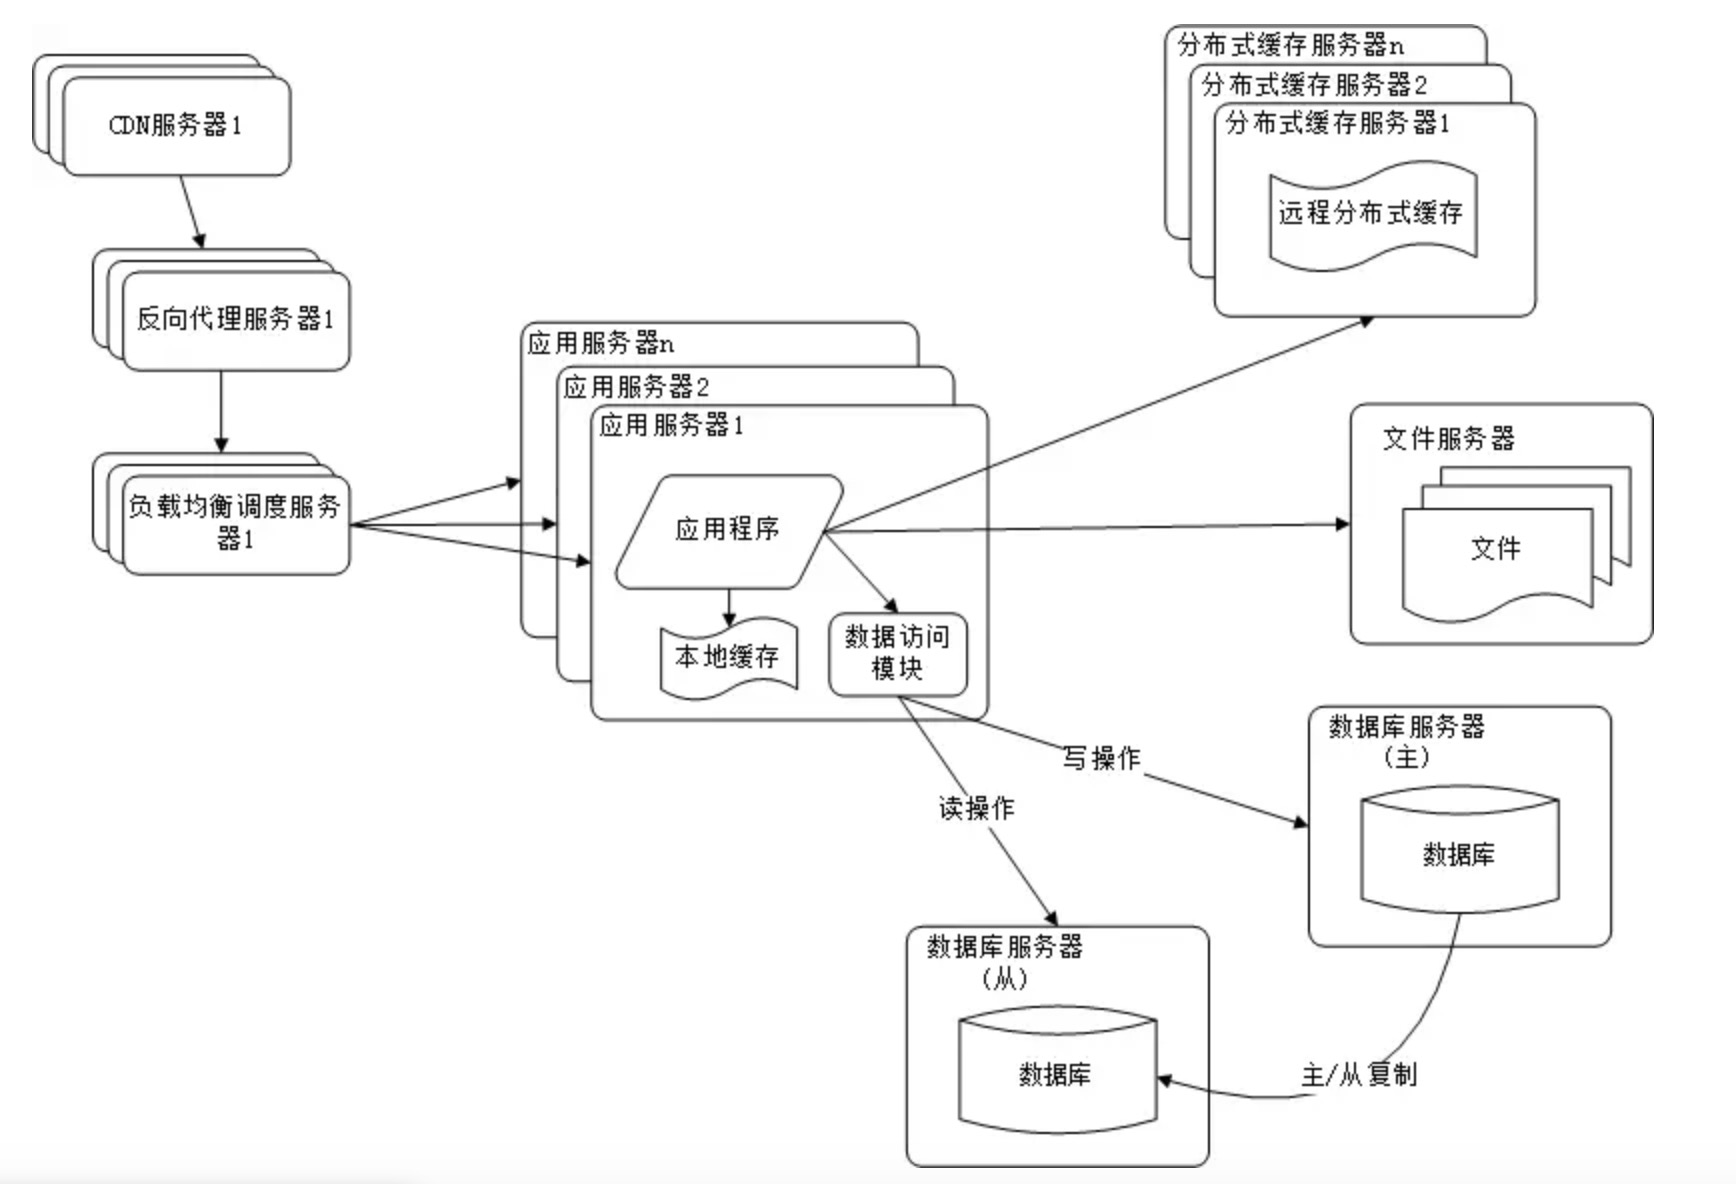 CDN服务器1
反向代理服务器1
负载均衡调度服务
器1
应用服务器n
应用服务器2
应用服务器1
应用程序
本地缓存
数据访问
模块
分布式缓存服务器n
分布式缓存服务器2
分布式缓存服务器1
远程分布式缓存
文件服务器
文件
写操作
读操作
数据库服务器
(主)
数据库
数据库服务器
(从)
数据库
主/从复制